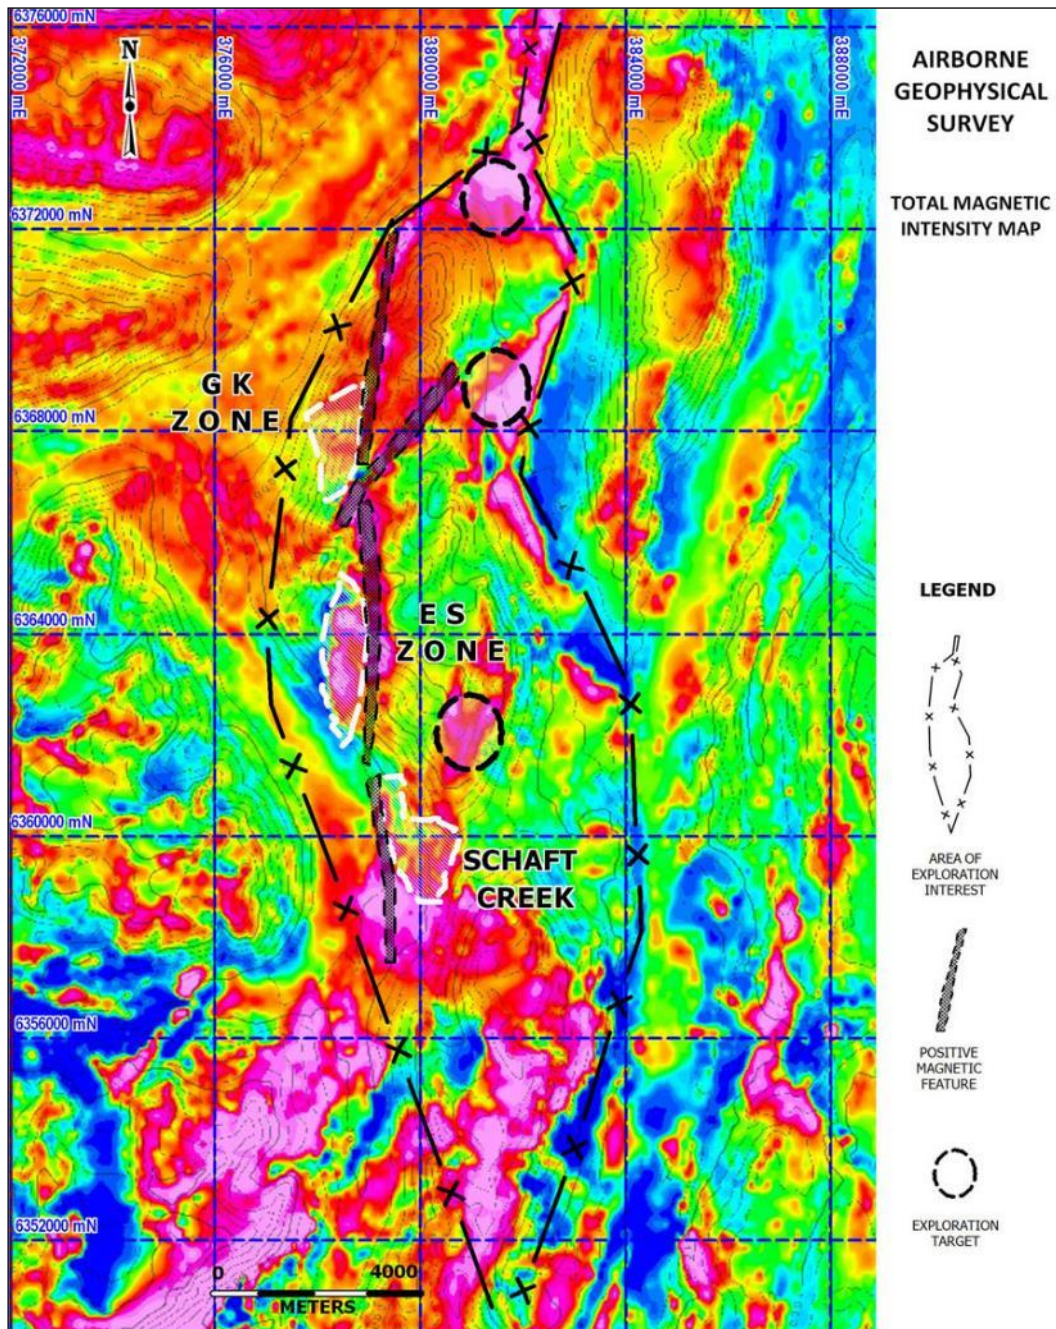 6376000 mN
372000 mE
376000 mE
380000 mE
384000 mE
388000 mE
N
6372000 mN
G K
Z O N E
6368000 mN
E S
Z O N E
6364000 mN
6360000 mN
SCHAFT
CREEK
6356000 mN
6352000 mN
0 4000
METERS
AIRBORNE
GEOPHYSICAL
SURVEY
TOTAL MAGNETIC
INTENSITY MAP
LEGEND
AREA OF
EXPLORATION
INTEREST
POSITIVE
MAGNETIC
FEATURE
EXPLORATION
TARGET